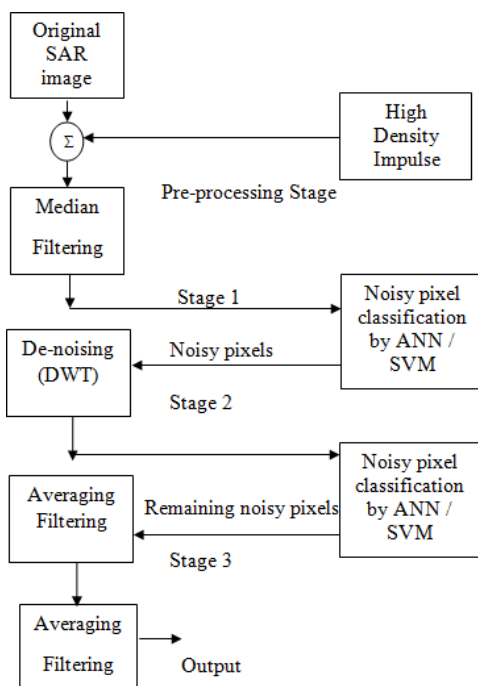 Original
SAR
image
Σ
High
Density
Impulse
Pre-processing Stage
Median
Filtering
Stage 1
Noisy pixel
classification
by ANN /
SVM
De-noising
(DWT)
Noisy pixels
Stage 2
Noisy pixel
classification
by ANN /
SVM
Averaging
Filtering
Remaining noisy pixels
Stage 3
Averaging
Filtering
Output